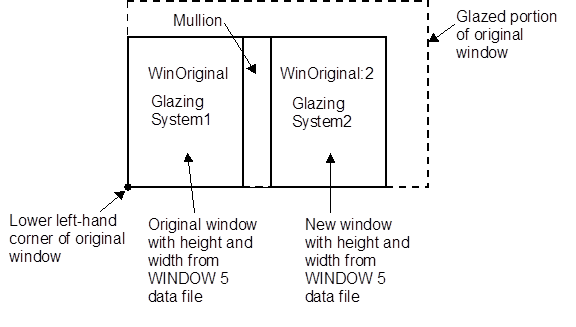 Mullion
Glazed portion
of original
window
WinOriginal
WinOriginal:2
Glazing
System1
Glazing
System2
Lower left-hand
corner of original
window
Original window
with height and
width from
WINDOW 5
data file
New window
with height and
width from
WINDOW 5
data file